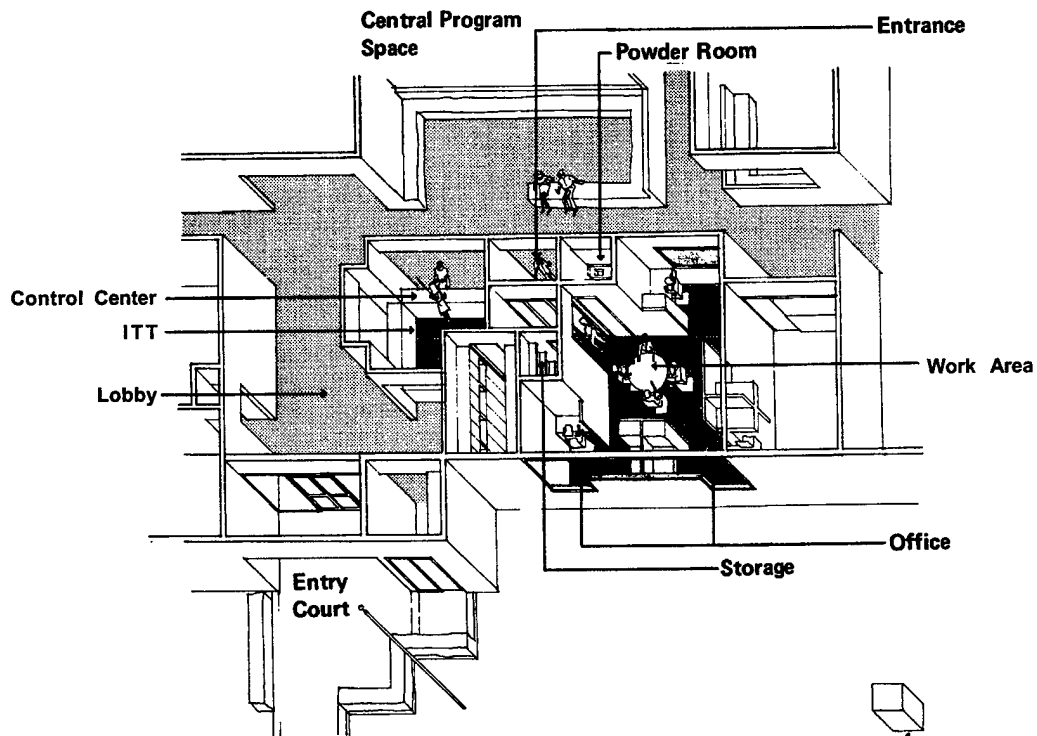 Central Program
Space
Entrance
Powder Room
Control Center
ITT
Lobby
Work Area
Office
Storage
Entry
Court